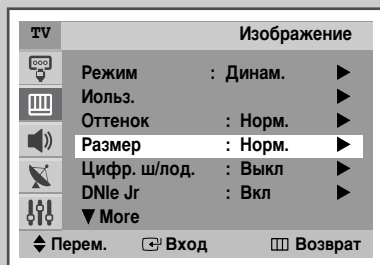 TV Изображение
Режим : Динам. ▶
Иольз. ▶
Оттенок : Норм. ▶
Размер : Норм. ▶
Цифр. ш/под. : Выкл ▶
DNIe Jr : Вкл ▶
▼ More
Перем. Вход Возврат